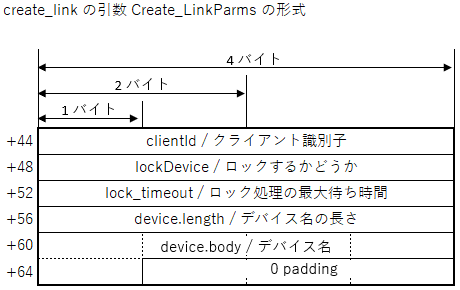 create_link の引数 Create_LinkParms の形式
4 バイト
2 バイト
1 バイト
+44 clientId / クライアント識別子
+48 lockDevice / ロックするかどうか
+52 lock_timeout / ロック処理の最大待ち時間
+56 device.length / デバイス名の長さ
+60 device.body / デバイス名
+64 0 padding